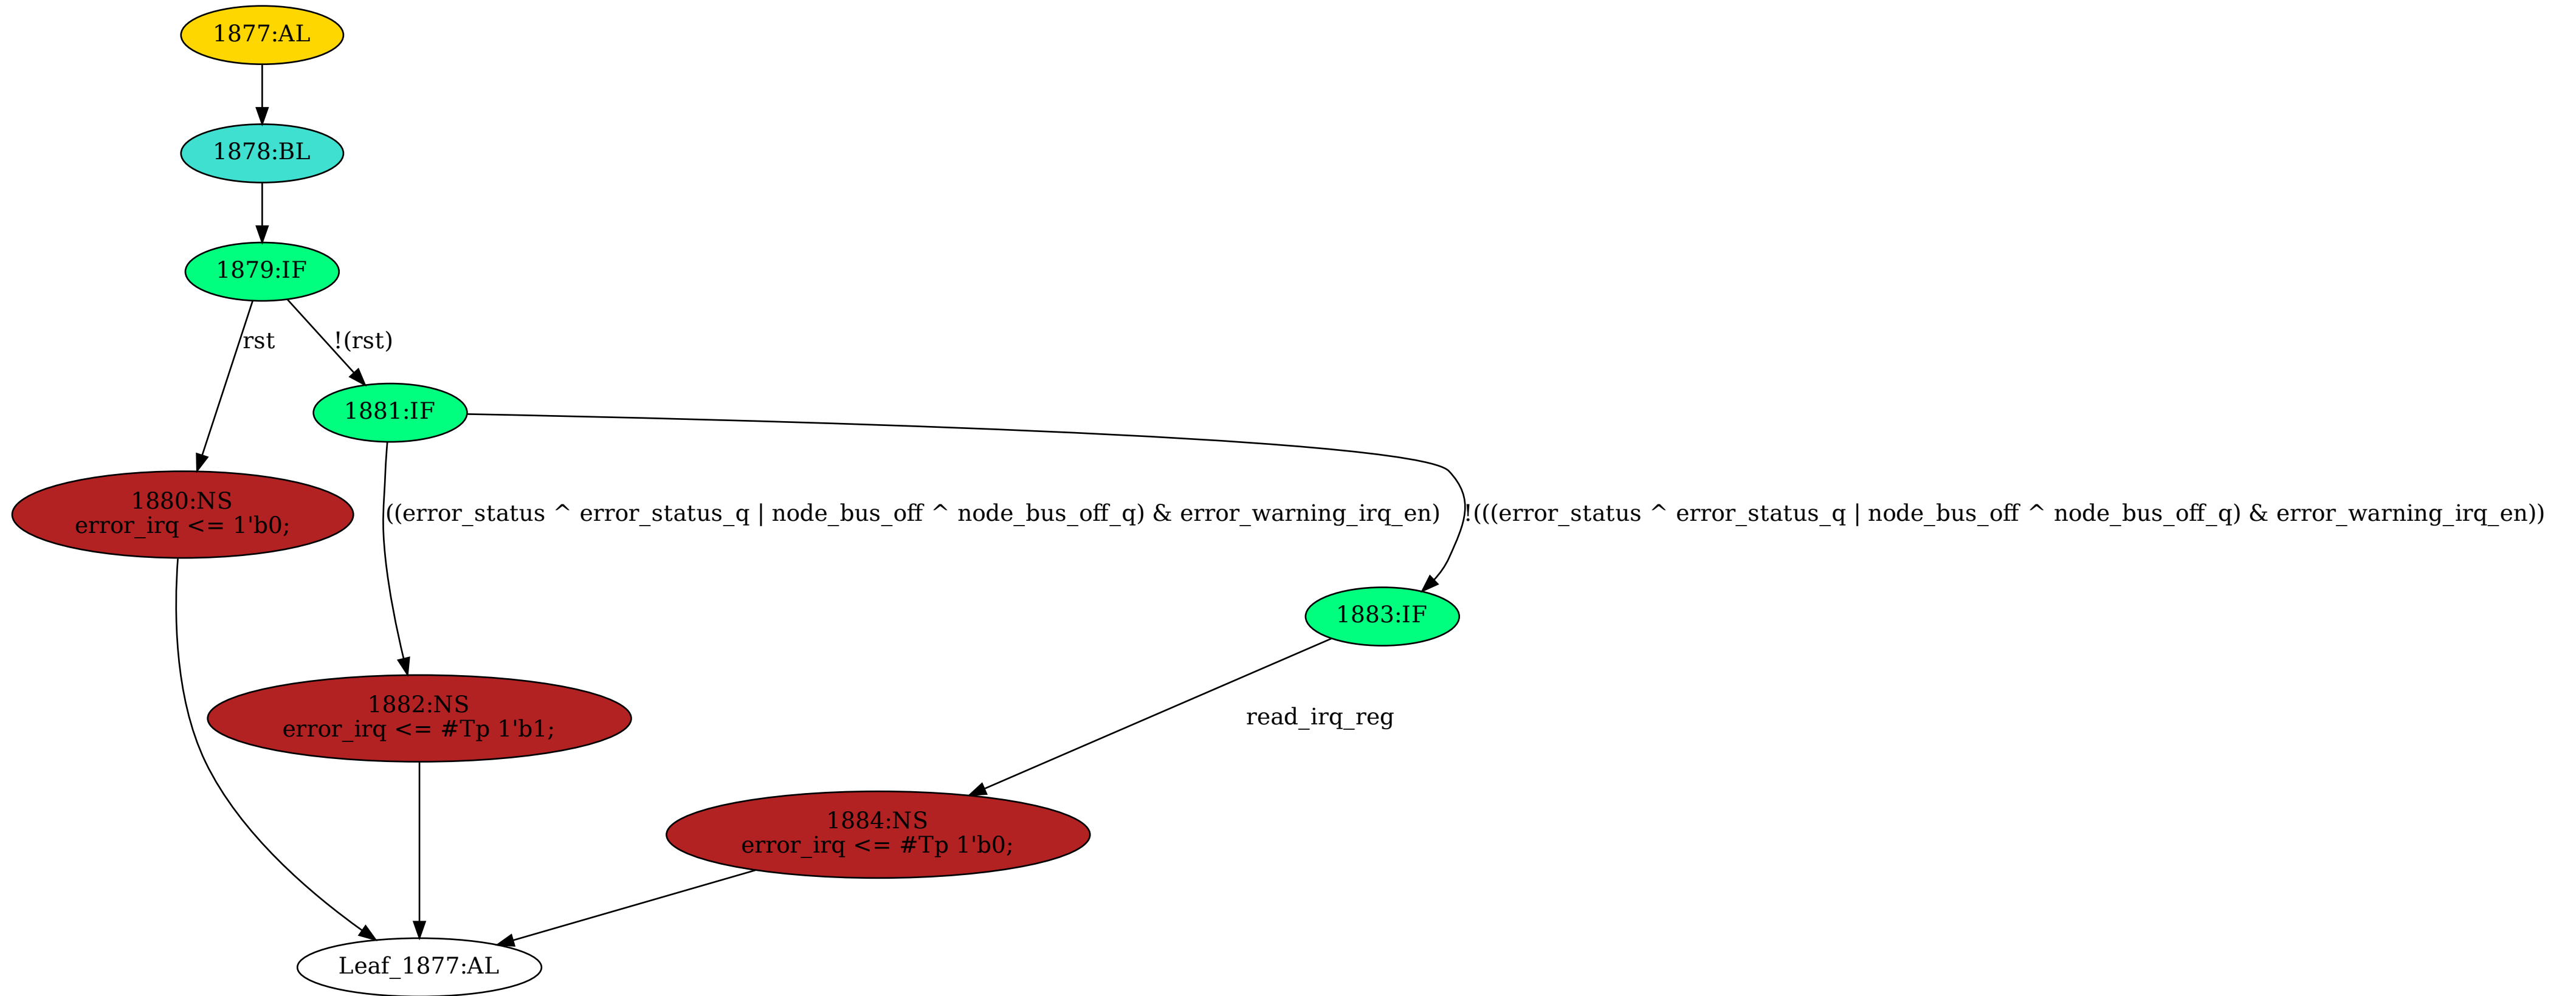 1877:AL
1878:BL
1879:IF
rst
!(rst)
1881:IF
1880:NS
error_irq <= 1'b0;
((error_status ^ error_status_q | node_bus_off ^ node_bus_off_q) & error_warning_irq_en)
!(((error_status ^ error_status_q | node_bus_off ^ node_bus_off_q) & error_warning_irq_en))
1883:IF
1882:NS
error_irq <= #Tp 1'b1;
read_irq_reg
1884:NS
error_irq <= #Tp 1'b0;
Leaf_1877:AL